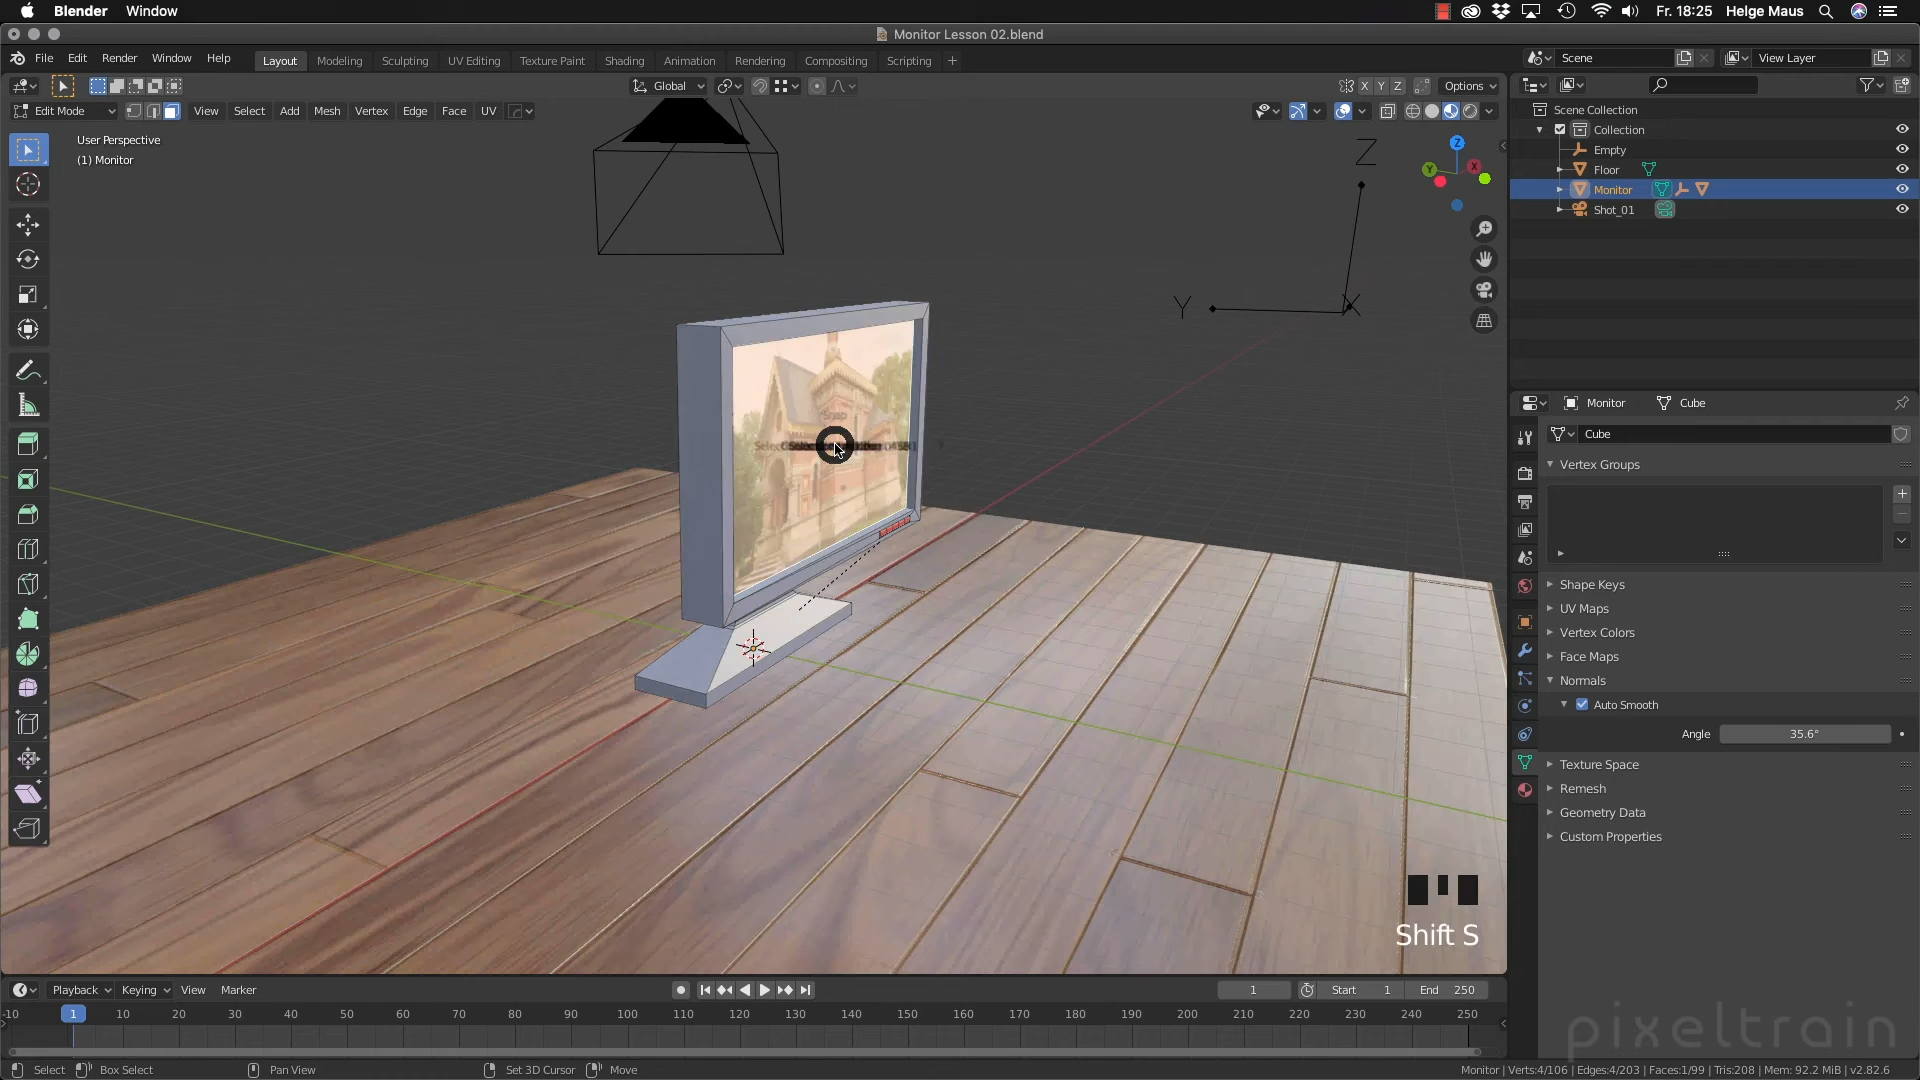 Blender Window Fr. 18:25 Helge Maus
Monitor Lesson 02.blend
File Edit Render Window Help Layout Modeling Sculpting UV Editing Texture Paint Shading Animation Rendering Compositing Scripting + Scene View Layer
Global X Y Z Options
Edit Mode View Select Add Mesh Vertex Edge Face UV
User Perspective
(1) Monitor
Z
Y X
Z
Y X
Snap
Scene Collection
Collection
Empty
Floor
Monitor
Shot_01
Monitor Cube
Cube
Vertex Groups
Shape Keys
UV Maps
Vertex Colors
Face Maps
Normals
Auto Smooth
Angle 35.6°
Texture Space
Remesh
Geometry Data
Custom Properties
Shift S
Playback Keying View Marker 1 Start 1 End 250
-10 1 10 20 30 40 50 60 70 80 90 100 110 120 130 140 150 160 170 180 190 200 210 220 230 240 250
pixeltrain
Select Box Select Pan View Set 3D Cursor Move Monitor | Verts:4/106 | Edges:4/203 | Faces:1/99 | Tris:208 | Mem: 92.2 MiB | v2.82.6